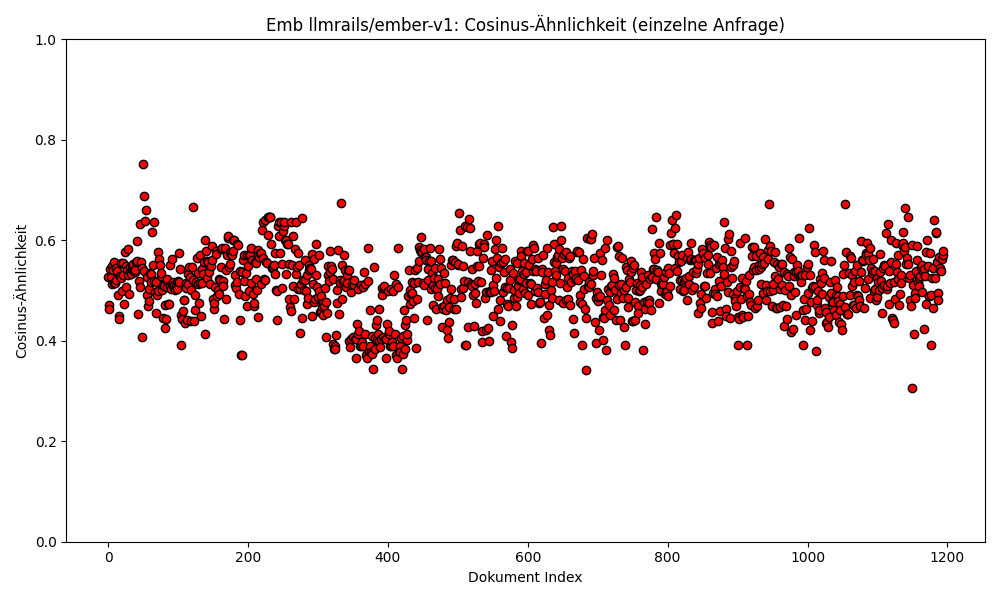 Emb llmrails/ember-v1: Cosinus-Ähnlichkeit (einzelne Anfrage)
1.0
0.8
0.6
0.4
0.2
0.0
Cosinus-Ähnlichkeit
0 200 400 600 800 1000 1200
Dokument Index